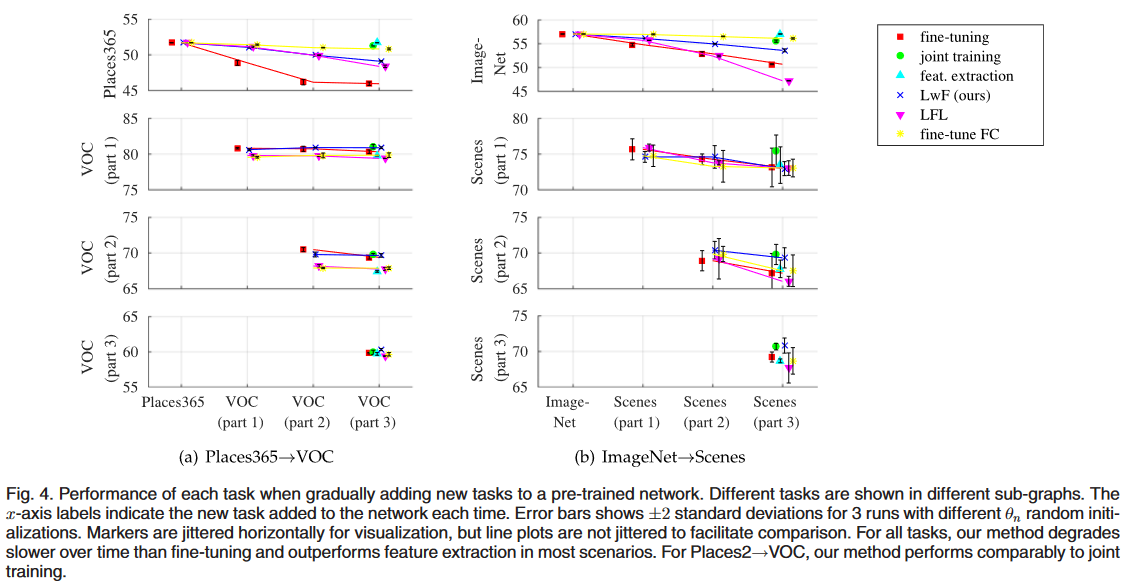 55
50
45
Places365
85
80
75
VOC
(part 1)
75
70
65
VOC
(part 2)
65
60
55
VOC
(part 3)
Places365 VOC VOC VOC
(part 1) (part 2) (part 3)
(a) Places365→VOC
60
55
50
45
Image-
Net
80
75
70
Scenes
(part 1)
75
70
65
Scenes
(part 2)
75
70
65
Scenes
(part 3)
Image- Scenes Scenes Scenes
Net (part 1) (part 2) (part 3)
(b) ImageNet→Scenes
fine-tuning
joint training
feat. extraction
LwF (ours)
LFL
fine-tune FC
Fig. 4. Performance of each task when gradually adding new tasks to a pre-trained network. Different tasks are shown in different sub-graphs. The
x-axis labels indicate the new task added to the network each time. Error bars shows ±2 standard deviations for 3 runs with different θn random initi-
alizations. Markers are jittered horizontally for visualization, but line plots are not jittered to facilitate comparison. For all tasks, our method degrades
slower over time than fine-tuning and outperforms feature extraction in most scenarios. For Places2→VOC, our method performs comparably to joint
training.